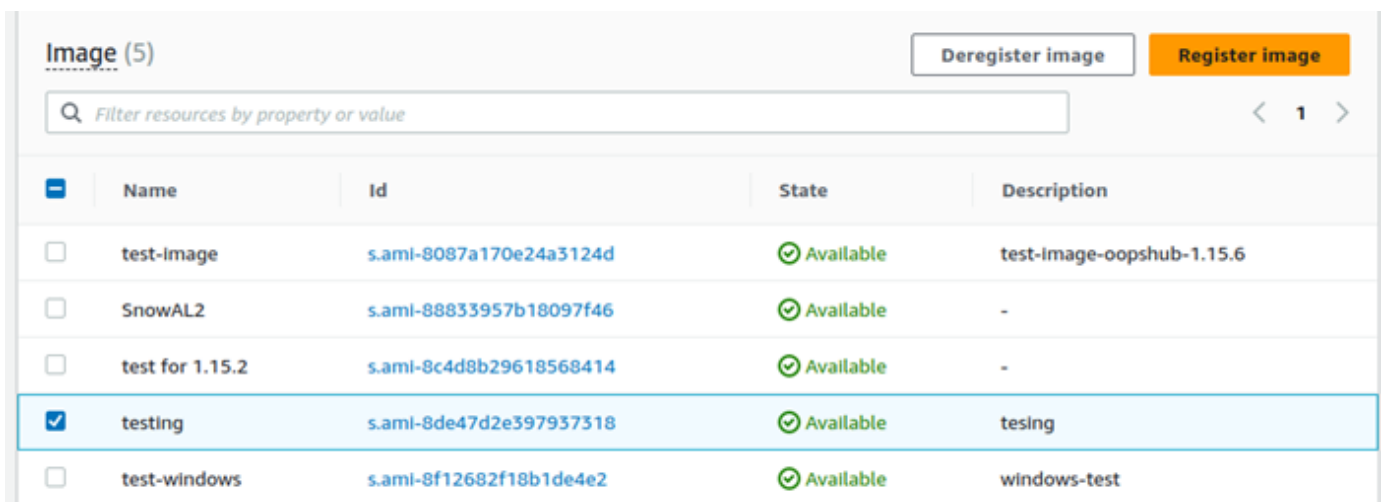 Image (5) Deregister image Register image
Filter resources by property or value 1
Name Id State Description
test-image s.ami-8087a170e24a3124d Available test-image-oopshub-1.15.6
SnowAL2 s.ami-88833957b18097f46 Available -
test for 1.15.2 s.ami-8c4d8b29618568414 Available -
testing s.ami-8de47d2e397937318 Available tesing
test-windows s.ami-8f12682f18b1de4e2 Available windows-test